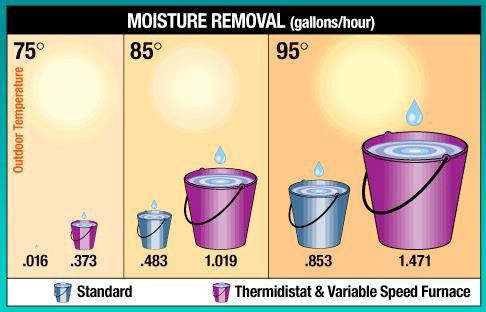 MOISTURE REMOVAL (gallons/hour)
75°
85°
95°
Outdoor Temperature
.016 .373 .483 1.019 .853 1.471
Standard Thermidistat & Variable Speed Furnace